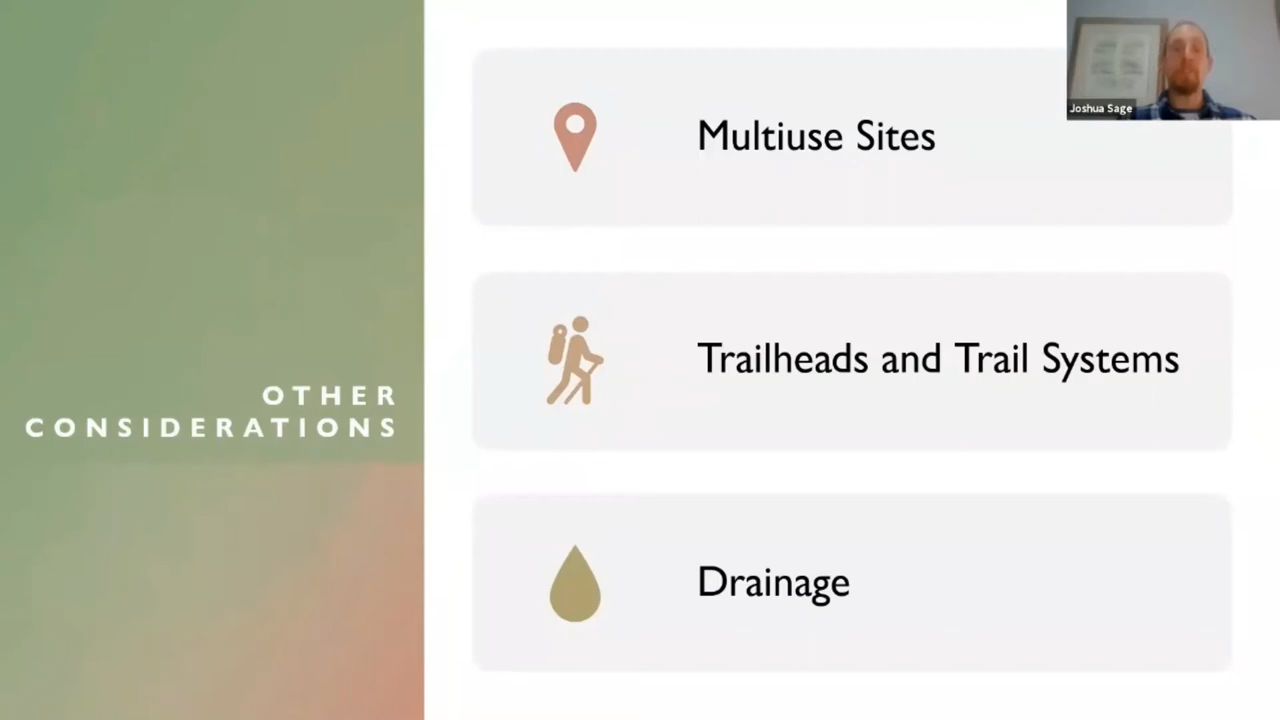 OTHER
CONSIDERATIONS
Multiuse Sites
Trailheads and Trail Systems
Drainage
Joshua Sage